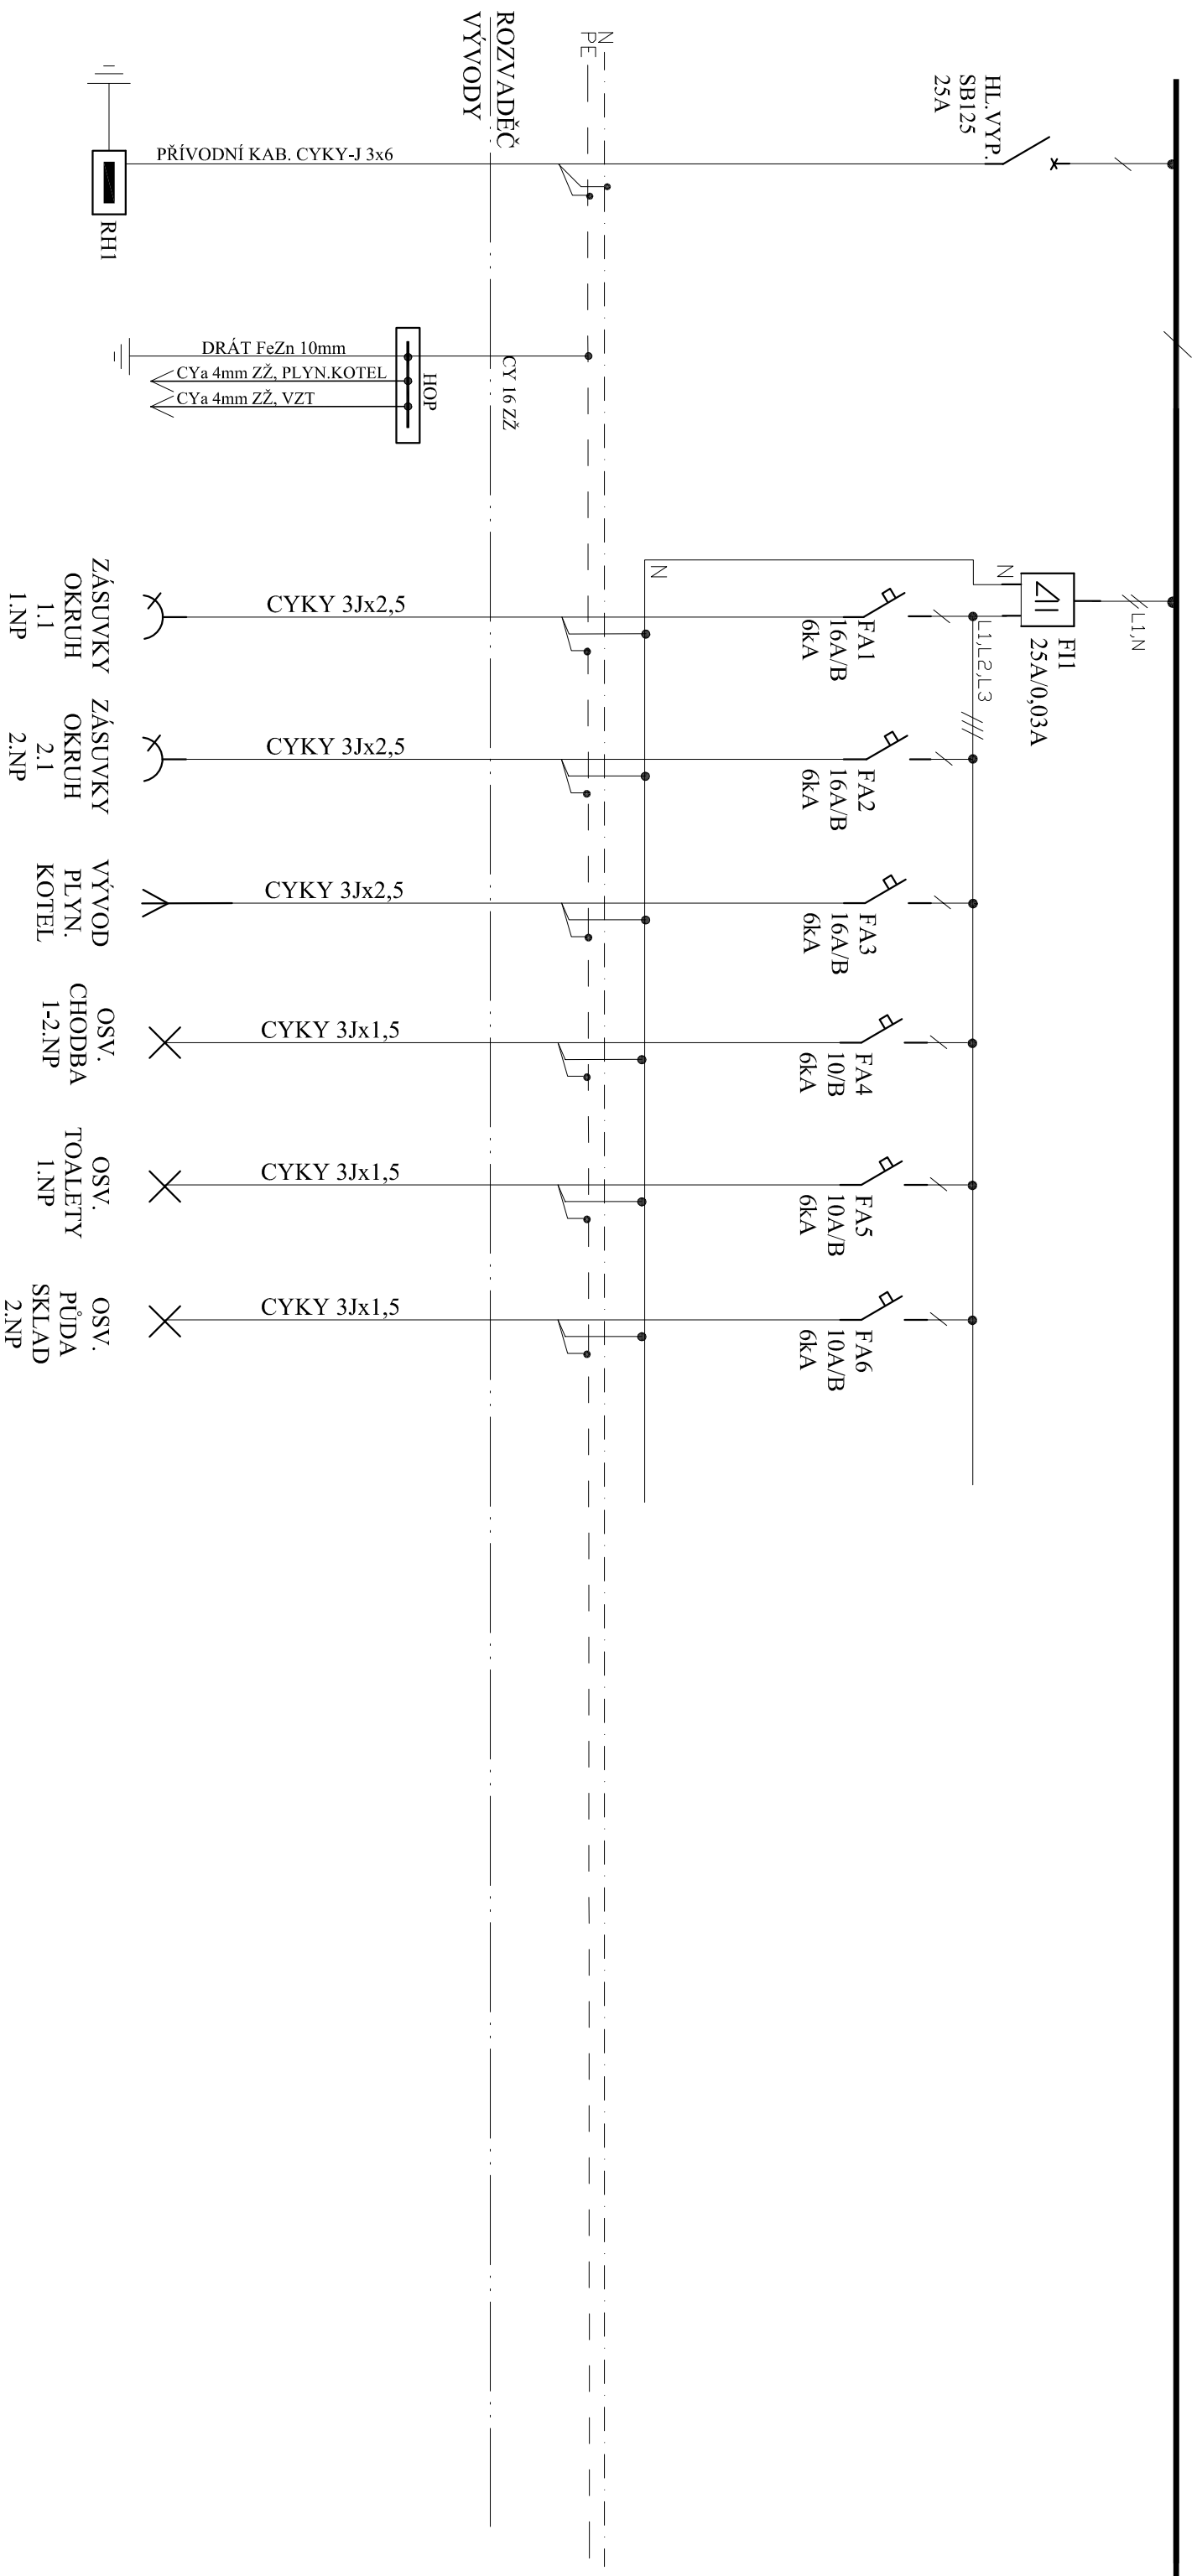 HL.VYP.
SB125
25A
N
PE
ROZVADĚČ
VÝVODY
PŘÍVODNÍ KAB. CYKY-J 3x6
RH1
DRÁT FeZn 10mm
CYa 4mm ZŽ, PLYN.KOTEL
CYa 4mm ZŽ, VZT
HOP
CY 16 ZŽ
L1,N
FI1
25A/0,03A
N
L1,L2,L3
N
FA1
16A/B
6kA
CYKY 3Jx2,5
ZÁSUVKY
OKRUH
1.1
1.NP
FA2
16A/B
6kA
CYKY 3Jx2,5
ZÁSUVKY
OKRUH
2.1
2.NP
FA3
16A/B
6kA
CYKY 3Jx2,5
VÝVOD
PLYN.
KOTEL
FA4
10/B
6kA
CYKY 3Jx1,5
OSV.
CHODBA
1-2.NP
FA5
10A/B
6kA
CYKY 3Jx1,5
OSV.
TOALETY
1.NP
FA6
10A/B
6kA
CYKY 3Jx1,5
OSV.
PŮDA
SKLAD
2.NP